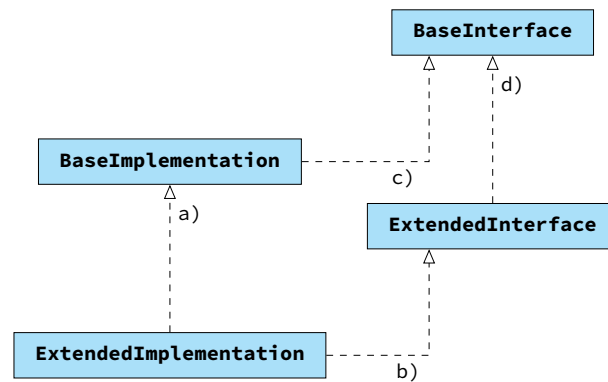 BaseInterface
d)
BaseImplementation
c)
a)
ExtendedInterface
ExtendedImplementation
b)